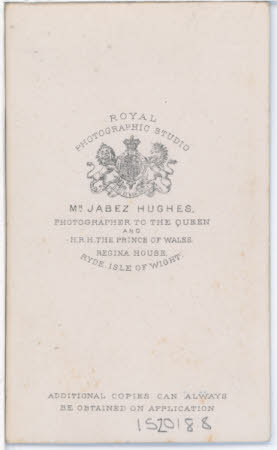 ROYAL
PHOTOGRAPHIC STUDIO
MR JABEZ HUGHES,
PHOTOGRAPHER TO THE QUEEN
AND
H.R.H. THE PRINCE OF WALES.
REGINA HOUSE,
RYDE. ISLE OF WIGHT.
ADDITIONAL COPIES CAN ALWAYS
BE OBTAINED ON APPLICATION
1520188